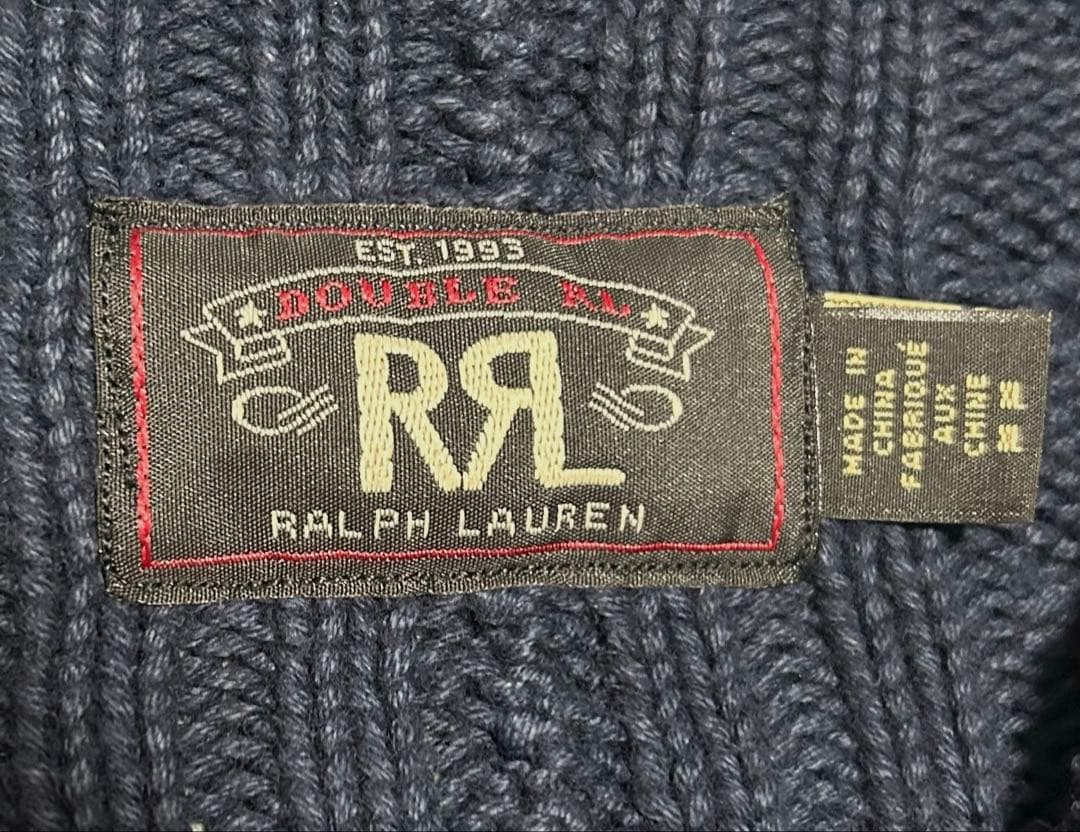 EST. 1993
DOUBLE RL
RRL
RALPH LAUREN
MADE IN
CHINA
FABRIQUÉ
AUX
CHINE